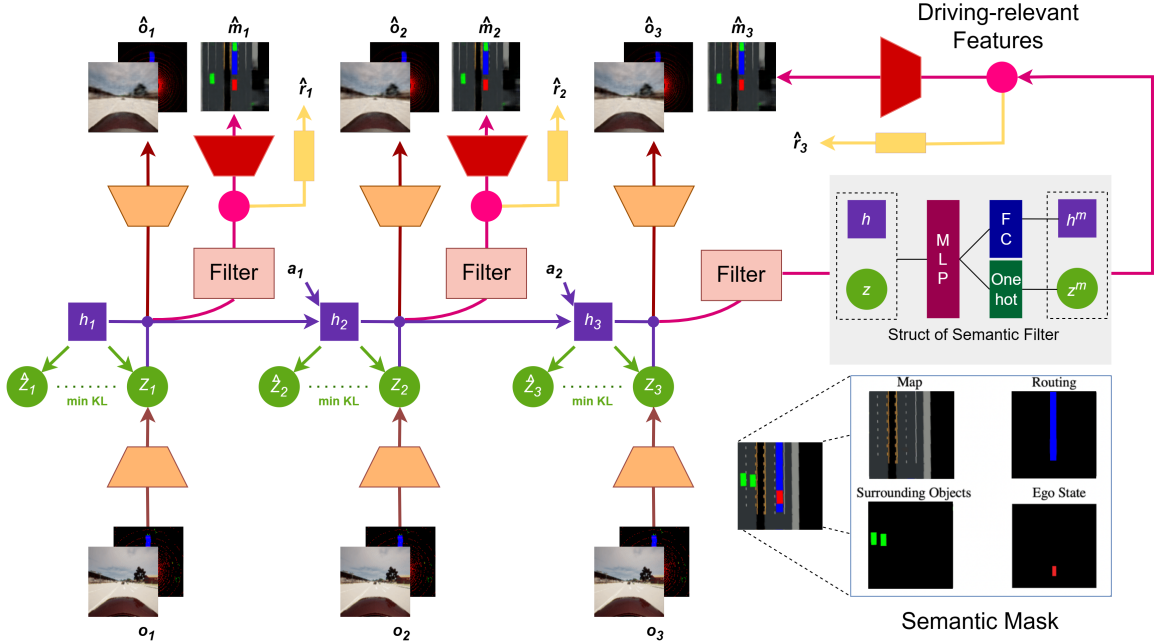 ô₁ m̂₁ ô₂ m̂₂ ô₃ m̂₃
Driving-relevant
Features
r̂₁ r̂₂
r̂₃
Filter Filter Filter
a₁ a₂
h₁ h₂ h₃
ẑ₁ z₁ ẑ₂ z₂ ẑ₃ z₃
min KL min KL min KL
h
z
MLP
FC
One
hot
hᵐ
zᵐ
Struct of Semantic Filter
Map Routing
Surrounding Objects Ego State
Semantic Mask
o₁ o₂ o₃